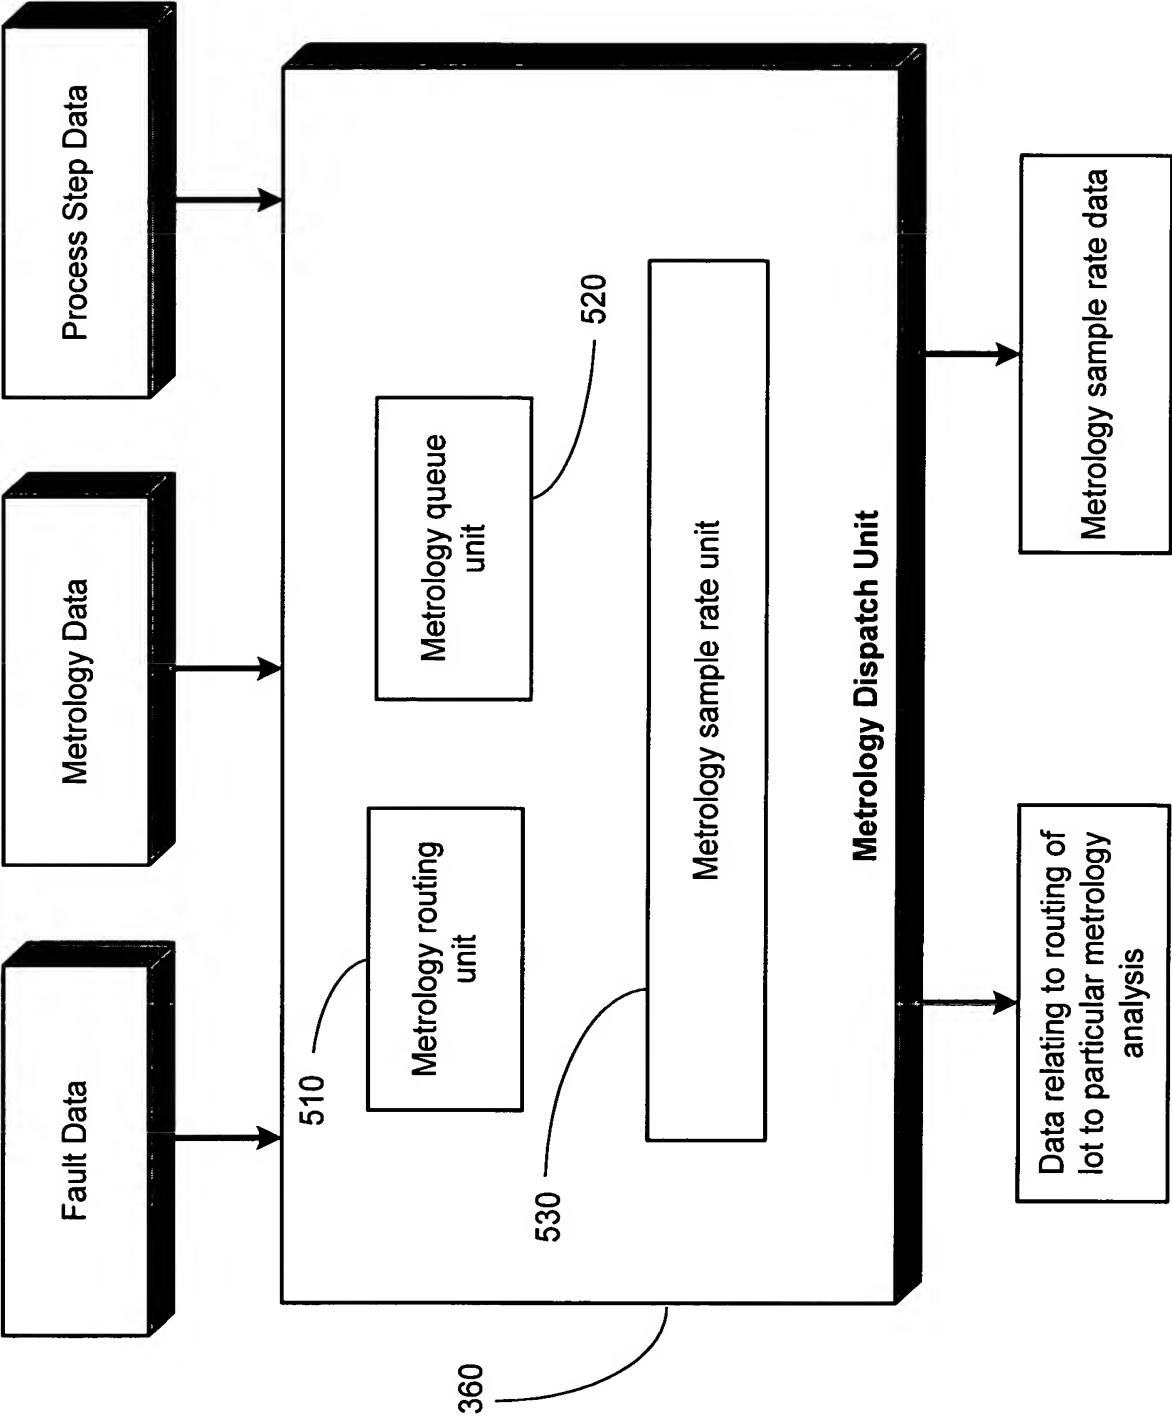 Fault Data
Metrology Data
Process Step Data
510
Metrology routing
unit
Metrology queue
unit
520
530
Metrology sample rate unit
Metrology Dispatch Unit
360
Data relating to routing of
lot to particular metrology
analysis
Metrology sample rate data